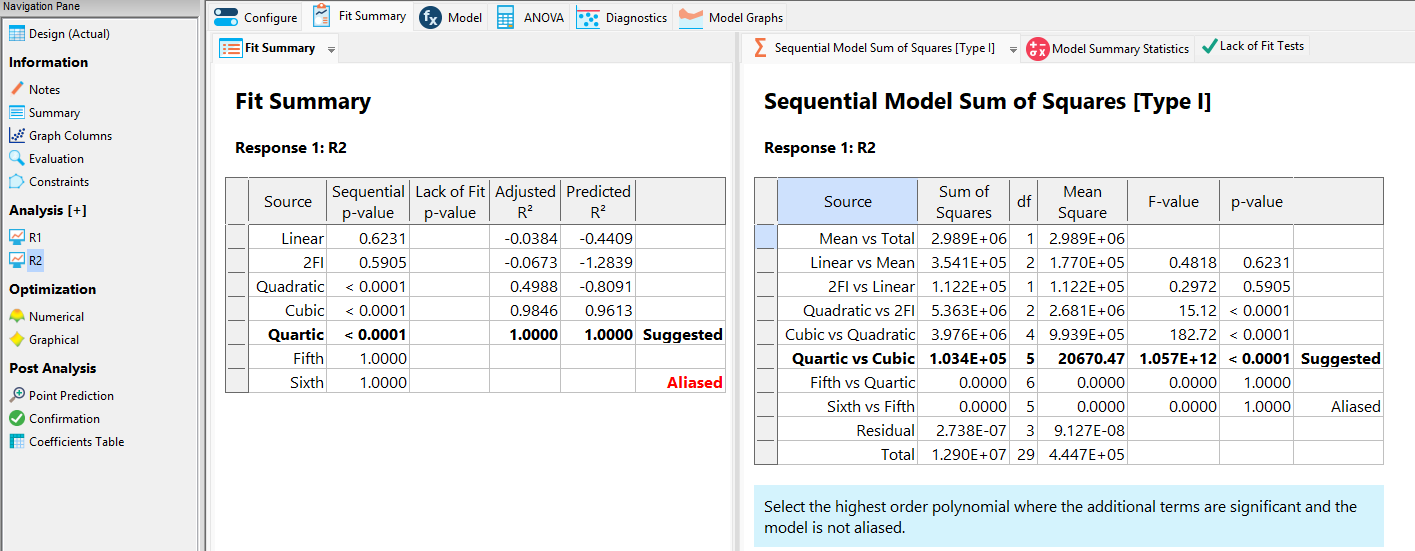 Navigation Pane
Design (Actual)
Information
Notes
Summary
Graph Columns
Evaluation
Constraints
Analysis [+]
R1
R2
Optimization
Numerical
Graphical
Post Analysis
Point Prediction
Confirmation
Coefficients Table
Configure Fit Summary fx Model ANOVA Diagnostics Model Graphs
Fit Summary
Fit Summary
Response 1: R2
Source Sequential p-value Lack of Fit p-value Adjusted R² Predicted R²
Linear 0.6231 -0.0384 -0.4409
2FI 0.5905 -0.0673 -1.2839
Quadratic < 0.0001 0.4988 -0.8091
Cubic < 0.0001 0.9846 0.9613
Quartic < 0.0001 1.0000 1.0000 Suggested
Fifth 1.0000
Sixth 1.0000 Aliased
Σ Sequential Model Sum of Squares [Type I] Model Summary Statistics Lack of Fit Tests
Sequential Model Sum of Squares [Type I]
Response 1: R2
Source Sum of Squares df Mean Square F-value p-value
Mean vs Total 2.989E+06 1 2.989E+06
Linear vs Mean 3.541E+05 2 1.770E+05 0.4818 0.6231
2FI vs Linear 1.122E+05 1 1.122E+05 0.2972 0.5905
Quadratic vs 2FI 5.363E+06 2 2.681E+06 15.12 < 0.0001
Cubic vs Quadratic 3.976E+06 4 9.939E+05 182.72 < 0.0001
Quartic vs Cubic 1.034E+05 5 20670.47 1.057E+12 < 0.0001 Suggested
Fifth vs Quartic 0.0000 6 0.0000 0.0000 1.0000
Sixth vs Fifth 0.0000 5 0.0000 0.0000 1.0000 Aliased
Residual 2.738E-07 3 9.127E-08
Total 1.290E+07 29 4.447E+05
Select the highest order polynomial where the additional terms are significant and the
model is not aliased.